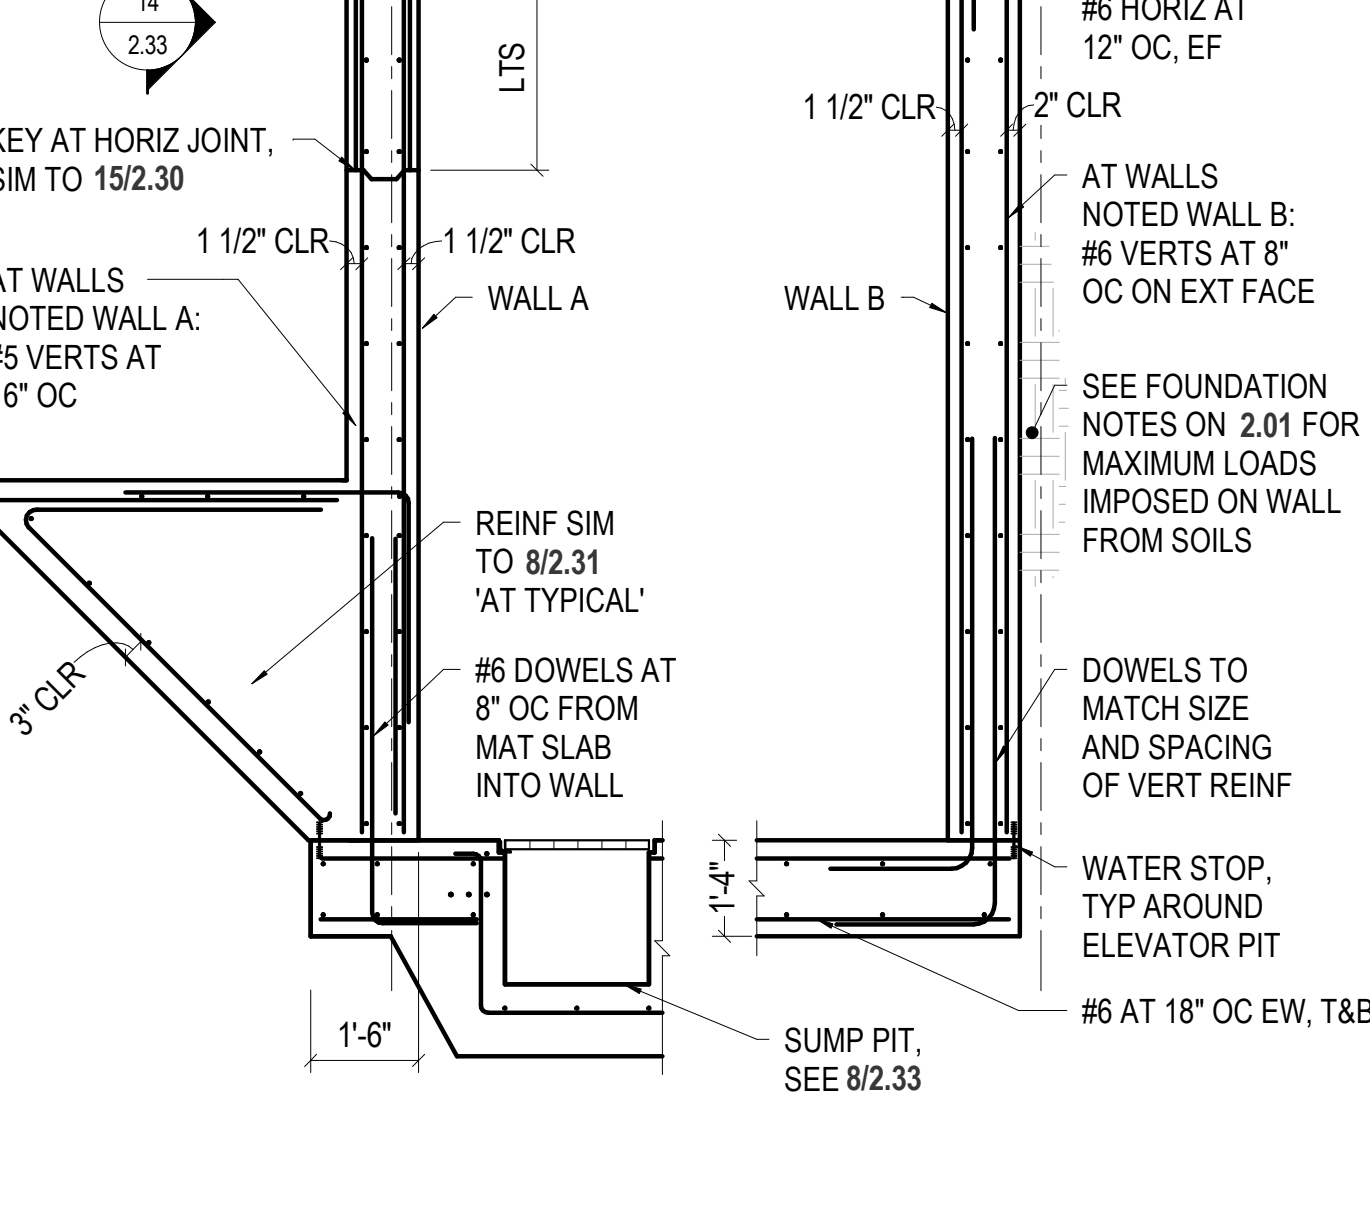 14
2.33
LTS
#6 HORIZ AT
12" OC, EF
1 1/2" CLR
2" CLR
KEY AT HORIZ JOINT,
SIM TO 15/2.30
AT WALLS
NOTED WALL B:
#6 VERTS AT 8"
OC ON EXT FACE
1 1/2" CLR
1 1/2" CLR
AT WALLS
NOTED WALL A:
#5 VERTS AT
6" OC
WALL A
WALL B
SEE FOUNDATION
NOTES ON 2.01 FOR
MAXIMUM LOADS
IMPOSED ON WALL
FROM SOILS
REINF SIM
TO 8/2.31
'AT TYPICAL'
3" CLR
#6 DOWELS AT
8" OC FROM
MAT SLAB
INTO WALL
DOWELS TO
MATCH SIZE
AND SPACING
OF VERT REINF
1'-4"
WATER STOP,
TYP AROUND
ELEVATOR PIT
#6 AT 18" OC EW, T&B
1'-6"
SUMP PIT,
SEE 8/2.33